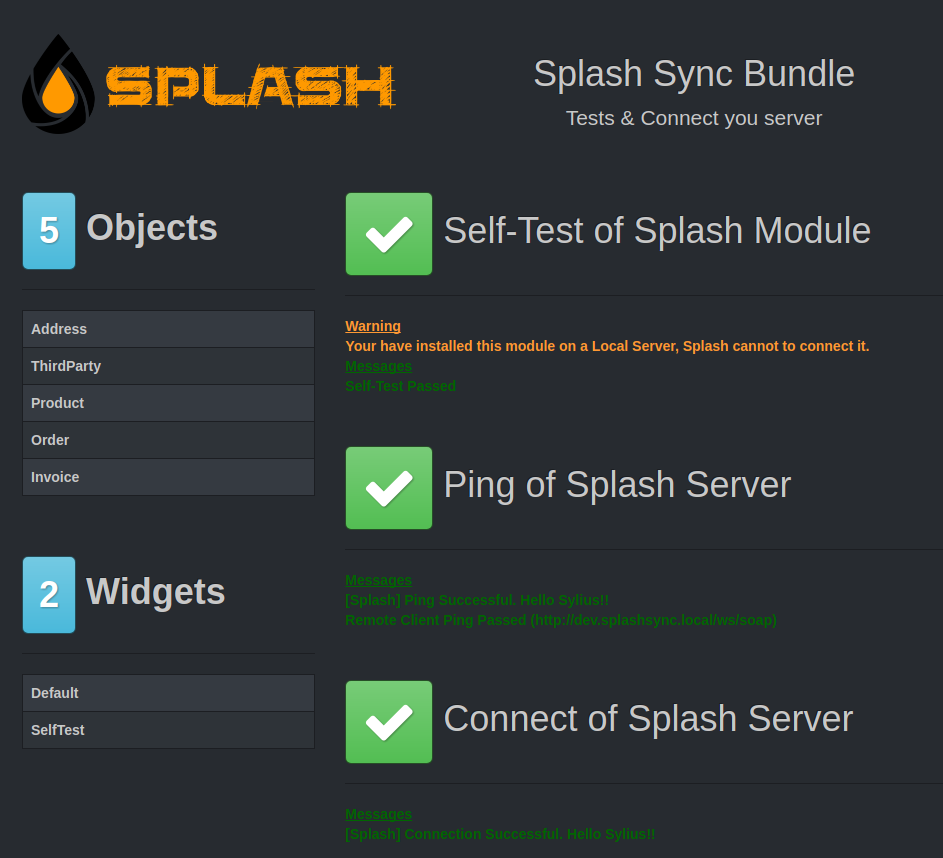 SPLASH
Splash Sync Bundle
Tests & Connect you server
5 Objects
Address
ThirdParty
Product
Order
Invoice
2 Widgets
Default
SelfTest
Self-Test of Splash Module
Warning
Your have installed this module on a Local Server, Splash cannot to connect it.
Messages
Self-Test Passed
Ping of Splash Server
Messages
[Splash] Ping Successful. Hello Sylius!!
Remote Client Ping Passed (http://dev.splashsync.local/ws/soap)
Connect of Splash Server
Messages
[Splash] Connection Successful. Hello Sylius!!